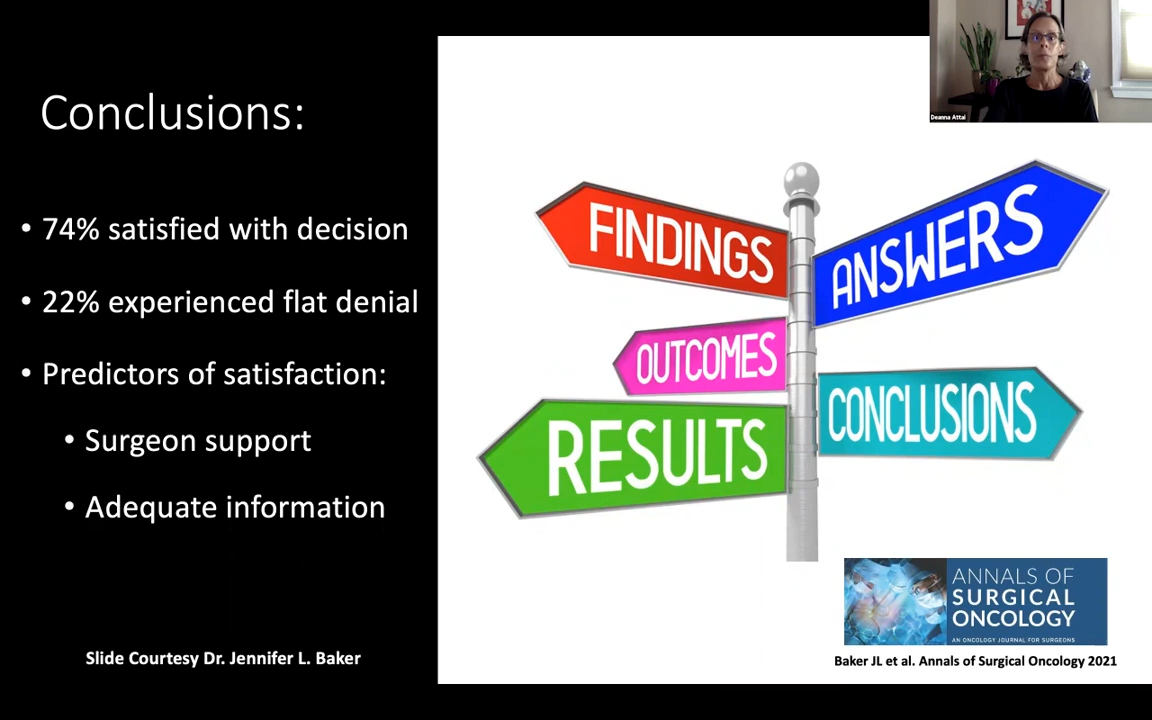 Conclusions:
• 74% satisfied with decision
• 22% experienced flat denial
• Predictors of satisfaction:
• Surgeon support
• Adequate information
Slide Courtesy Dr. Jennifer L. Baker
Deanna Attai
FINDINGS
ANSWERS
OUTCOMES
CONCLUSIONS
RESULTS
ANNALS OF
SURGICAL
ONCOLOGY
AN ONCOLOGY JOURNAL FOR SURGEONS
Baker JL et al. Annals of Surgical Oncology 2021